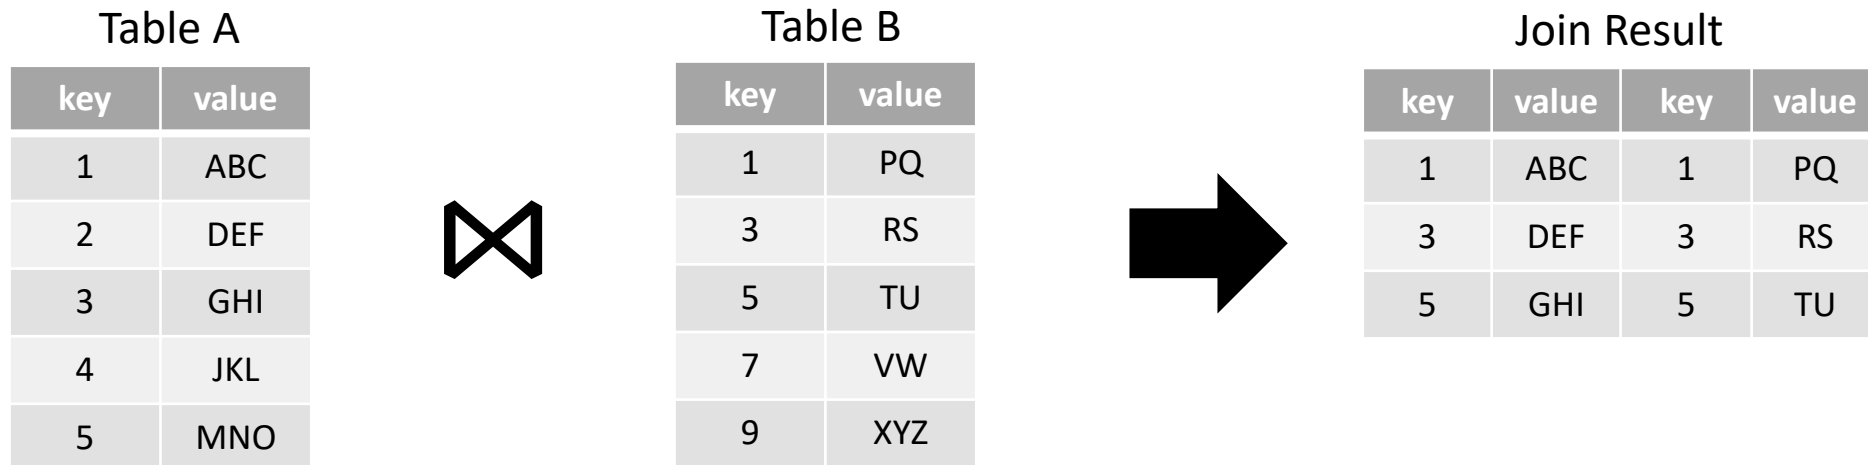 Table A
key value
1 ABC
2 DEF
3 GHI
4 JKL
5 MNO
Table B
key value
1 PQ
3 RS
5 TU
7 VW
9 XYZ
Join Result
key value key value
1 ABC 1 PQ
3 DEF 3 RS
5 GHI 5 TU